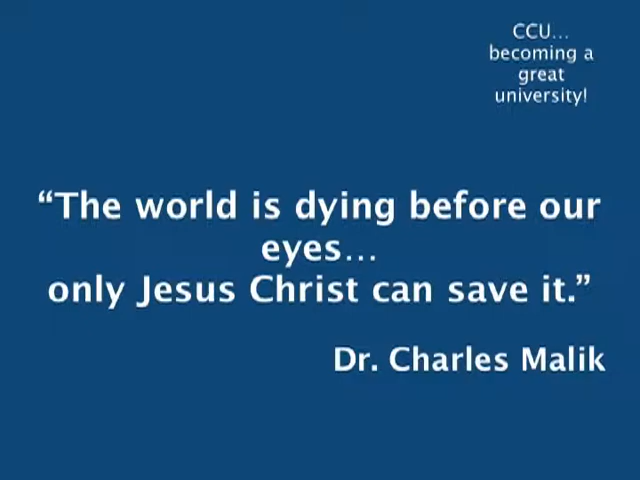 CCU…
becoming a
great
university!
“The world is dying before our
eyes…
only Jesus Christ can save it.”
Dr. Charles Malik